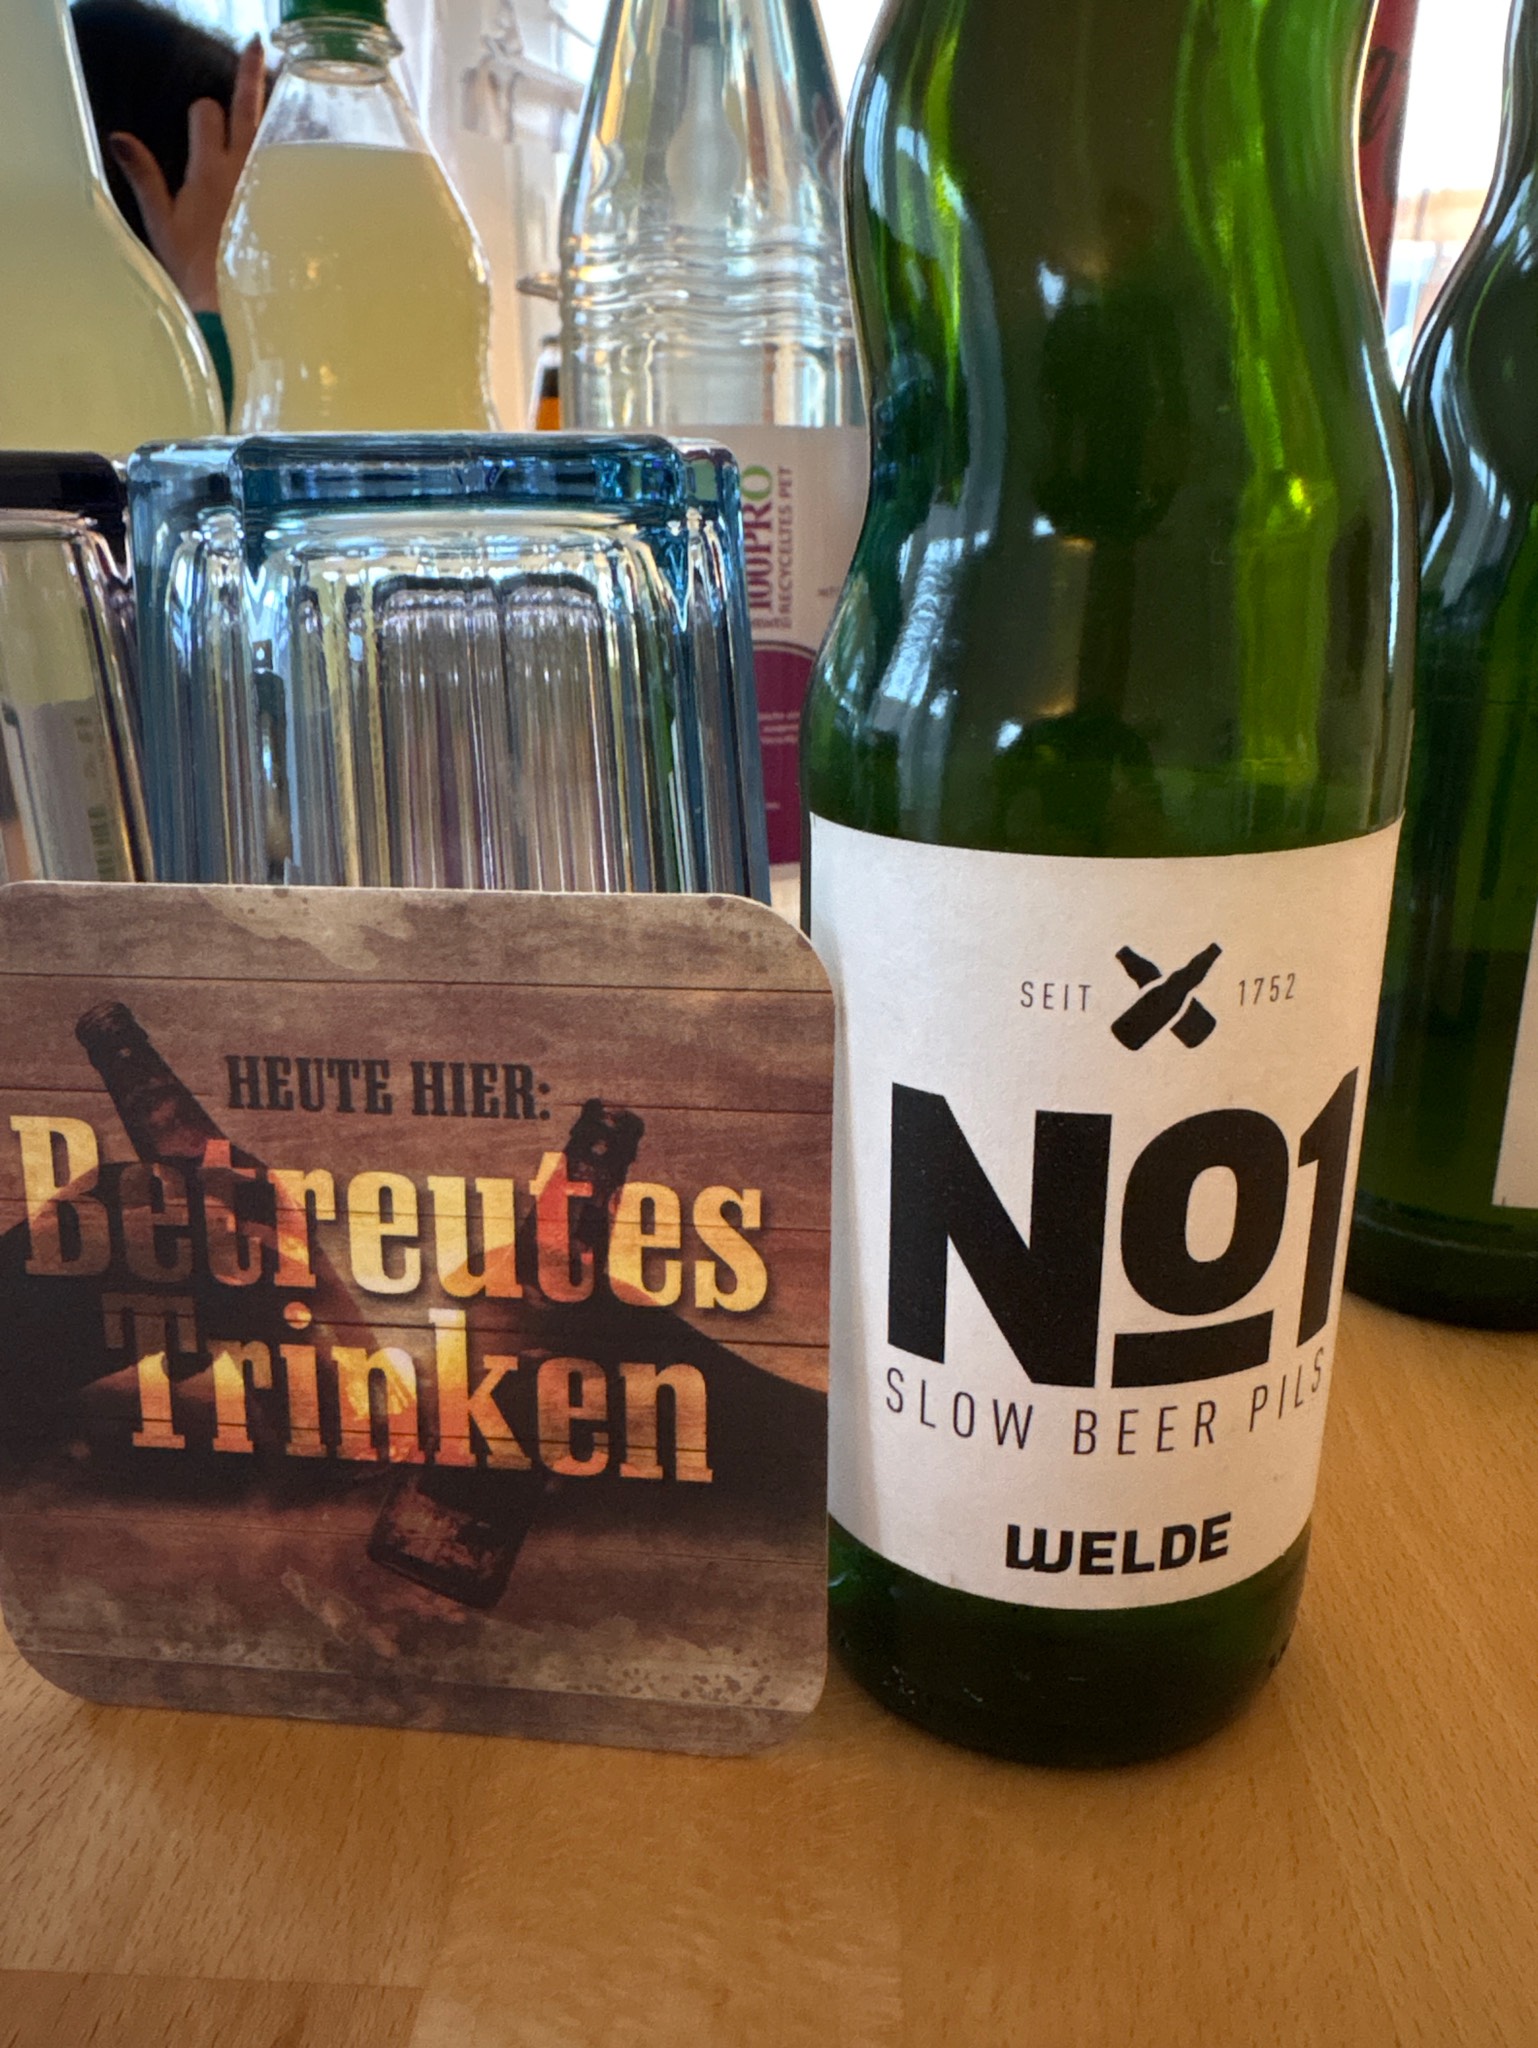 100PRO
RECYCELTES PET
HEUTE HIER:
Betreutes
Trinken
SEIT 1752
No1
SLOW BEER PILS
WELDE